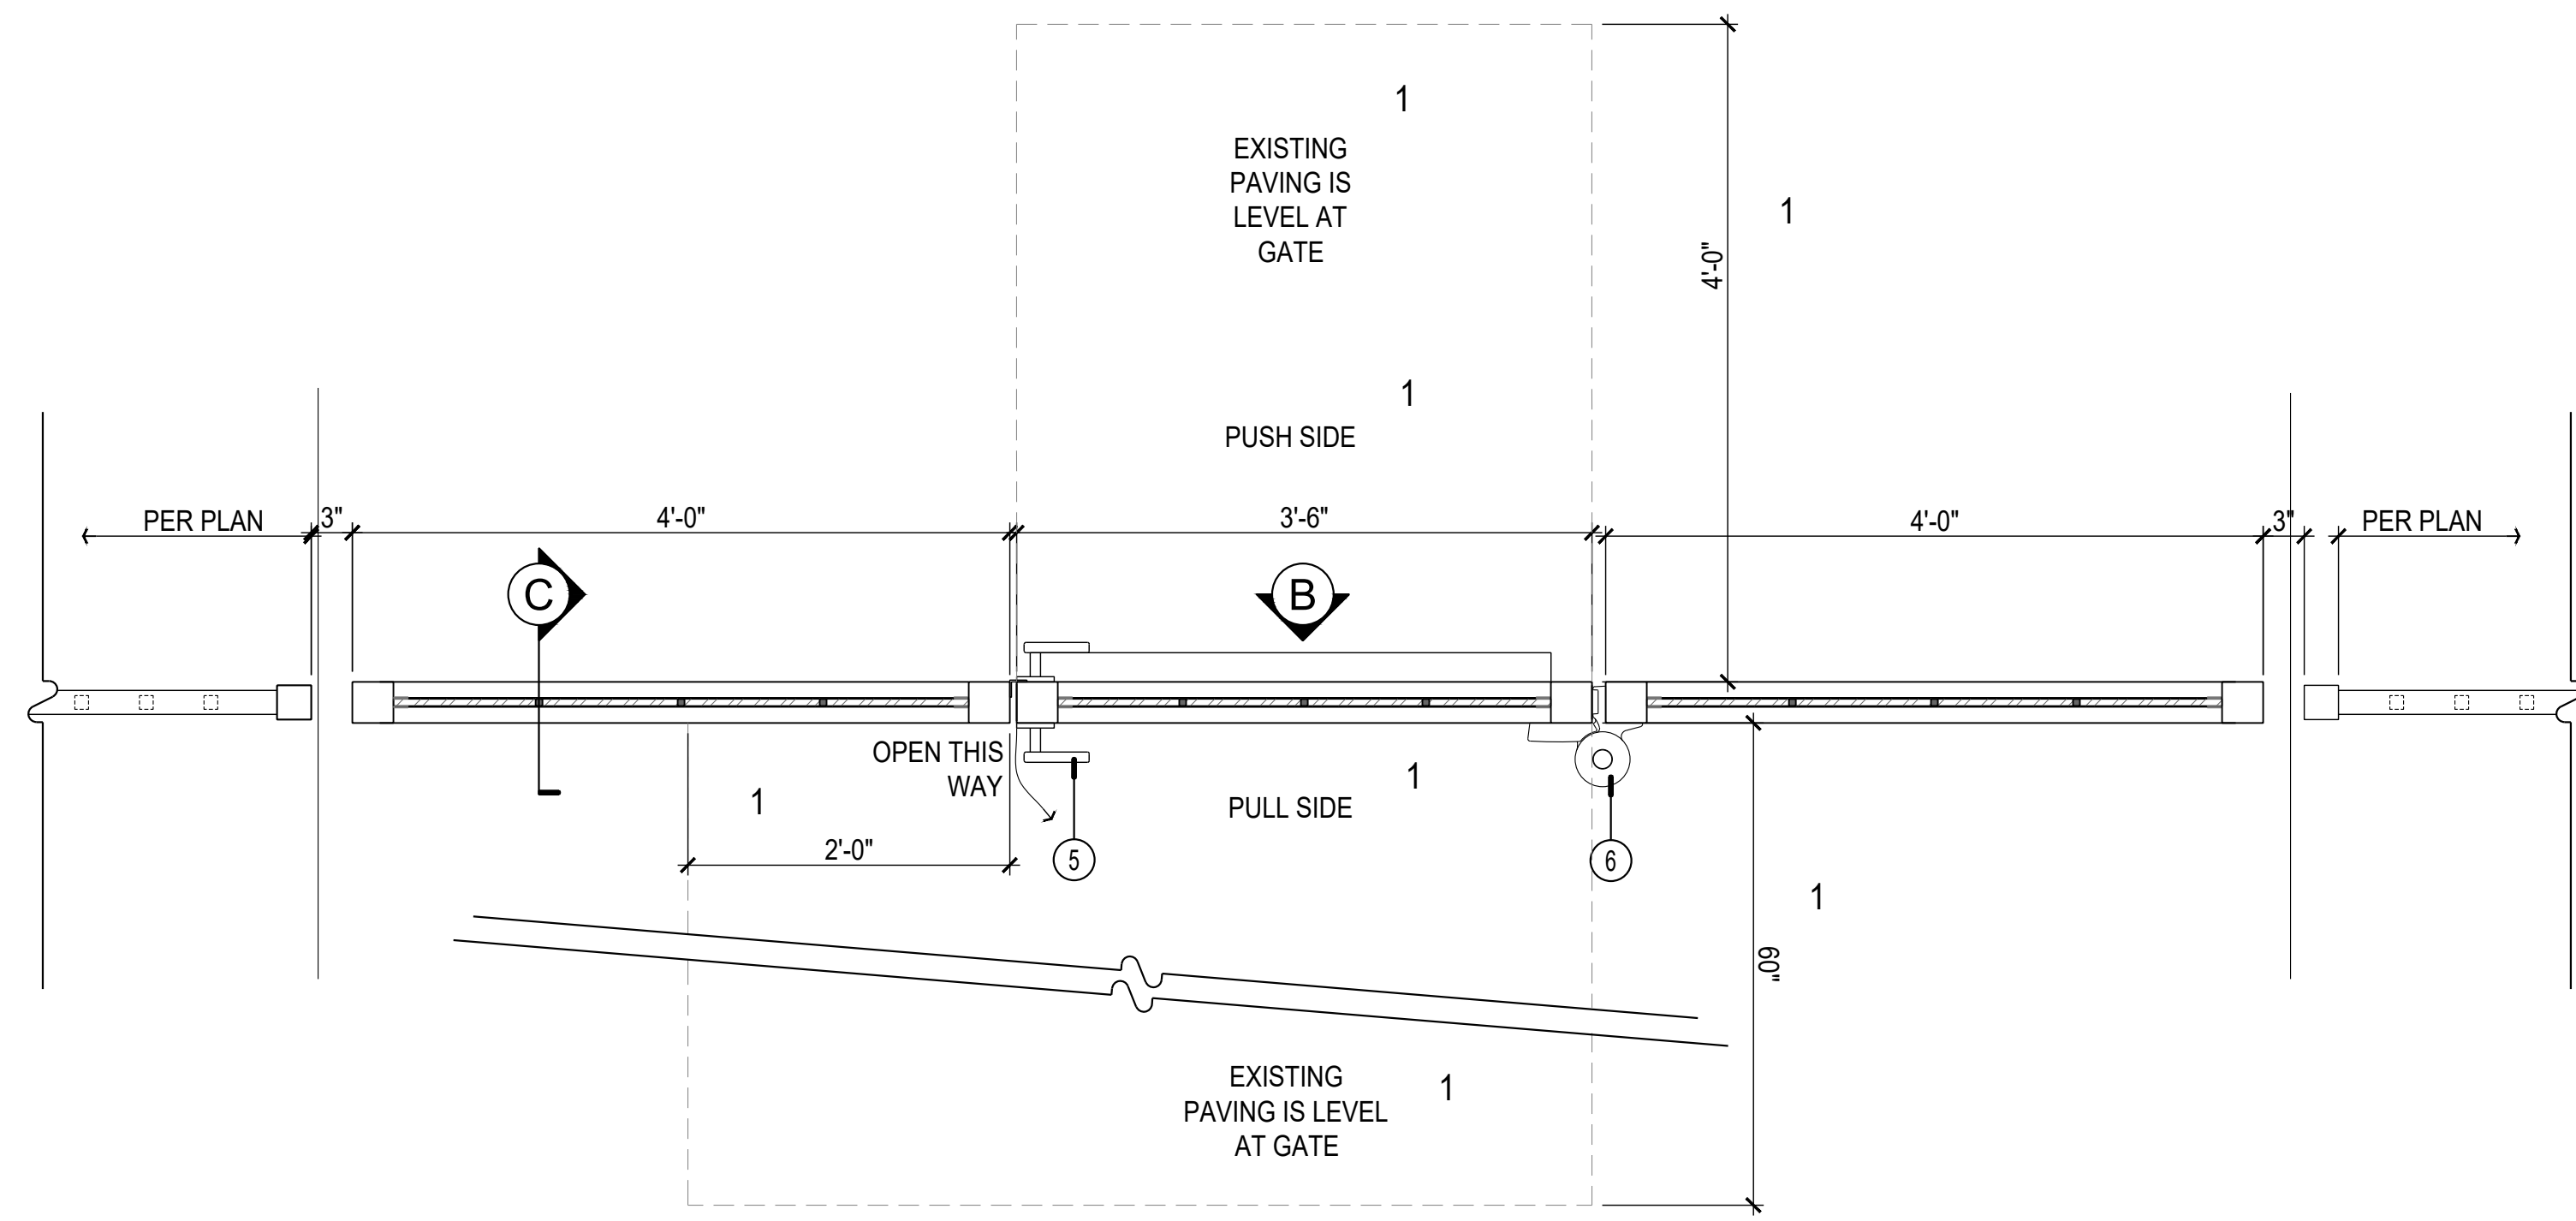 1
EXISTING
PAVING IS
LEVEL AT
GATE
1
4'-0"
1
PUSH SIDE
PER PLAN
3"
4'-0"
3'-6"
4'-0"
3"
PER PLAN
C
B
OPEN THIS
WAY
1
1
PULL SIDE
2'-0"
5
6
1
60"
EXISTING
PAVING IS LEVEL
AT GATE
1